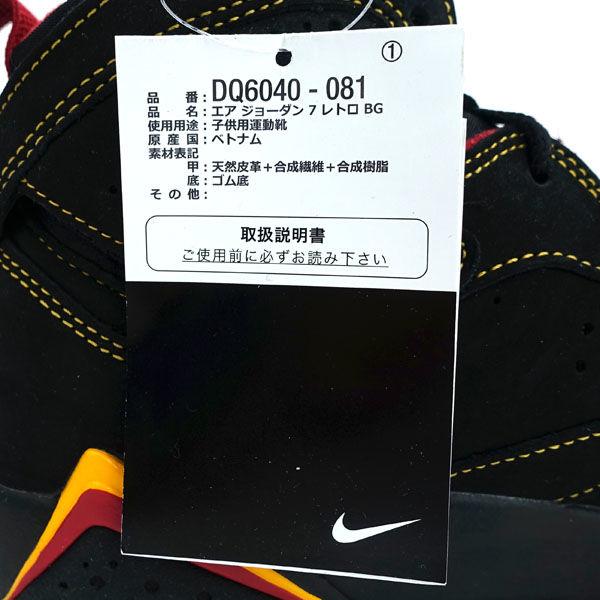 ①
品番：DQ6040 - 081
品名：エア ジョーダン 7 レトロ BG
使用用途：子供用運動靴
原産国：ベトナム
素材表記
甲：天然皮革＋合成繊維＋合成樹脂
底：ゴム底
その他：
取扱説明書
ご使用前に必ずお読み下さい